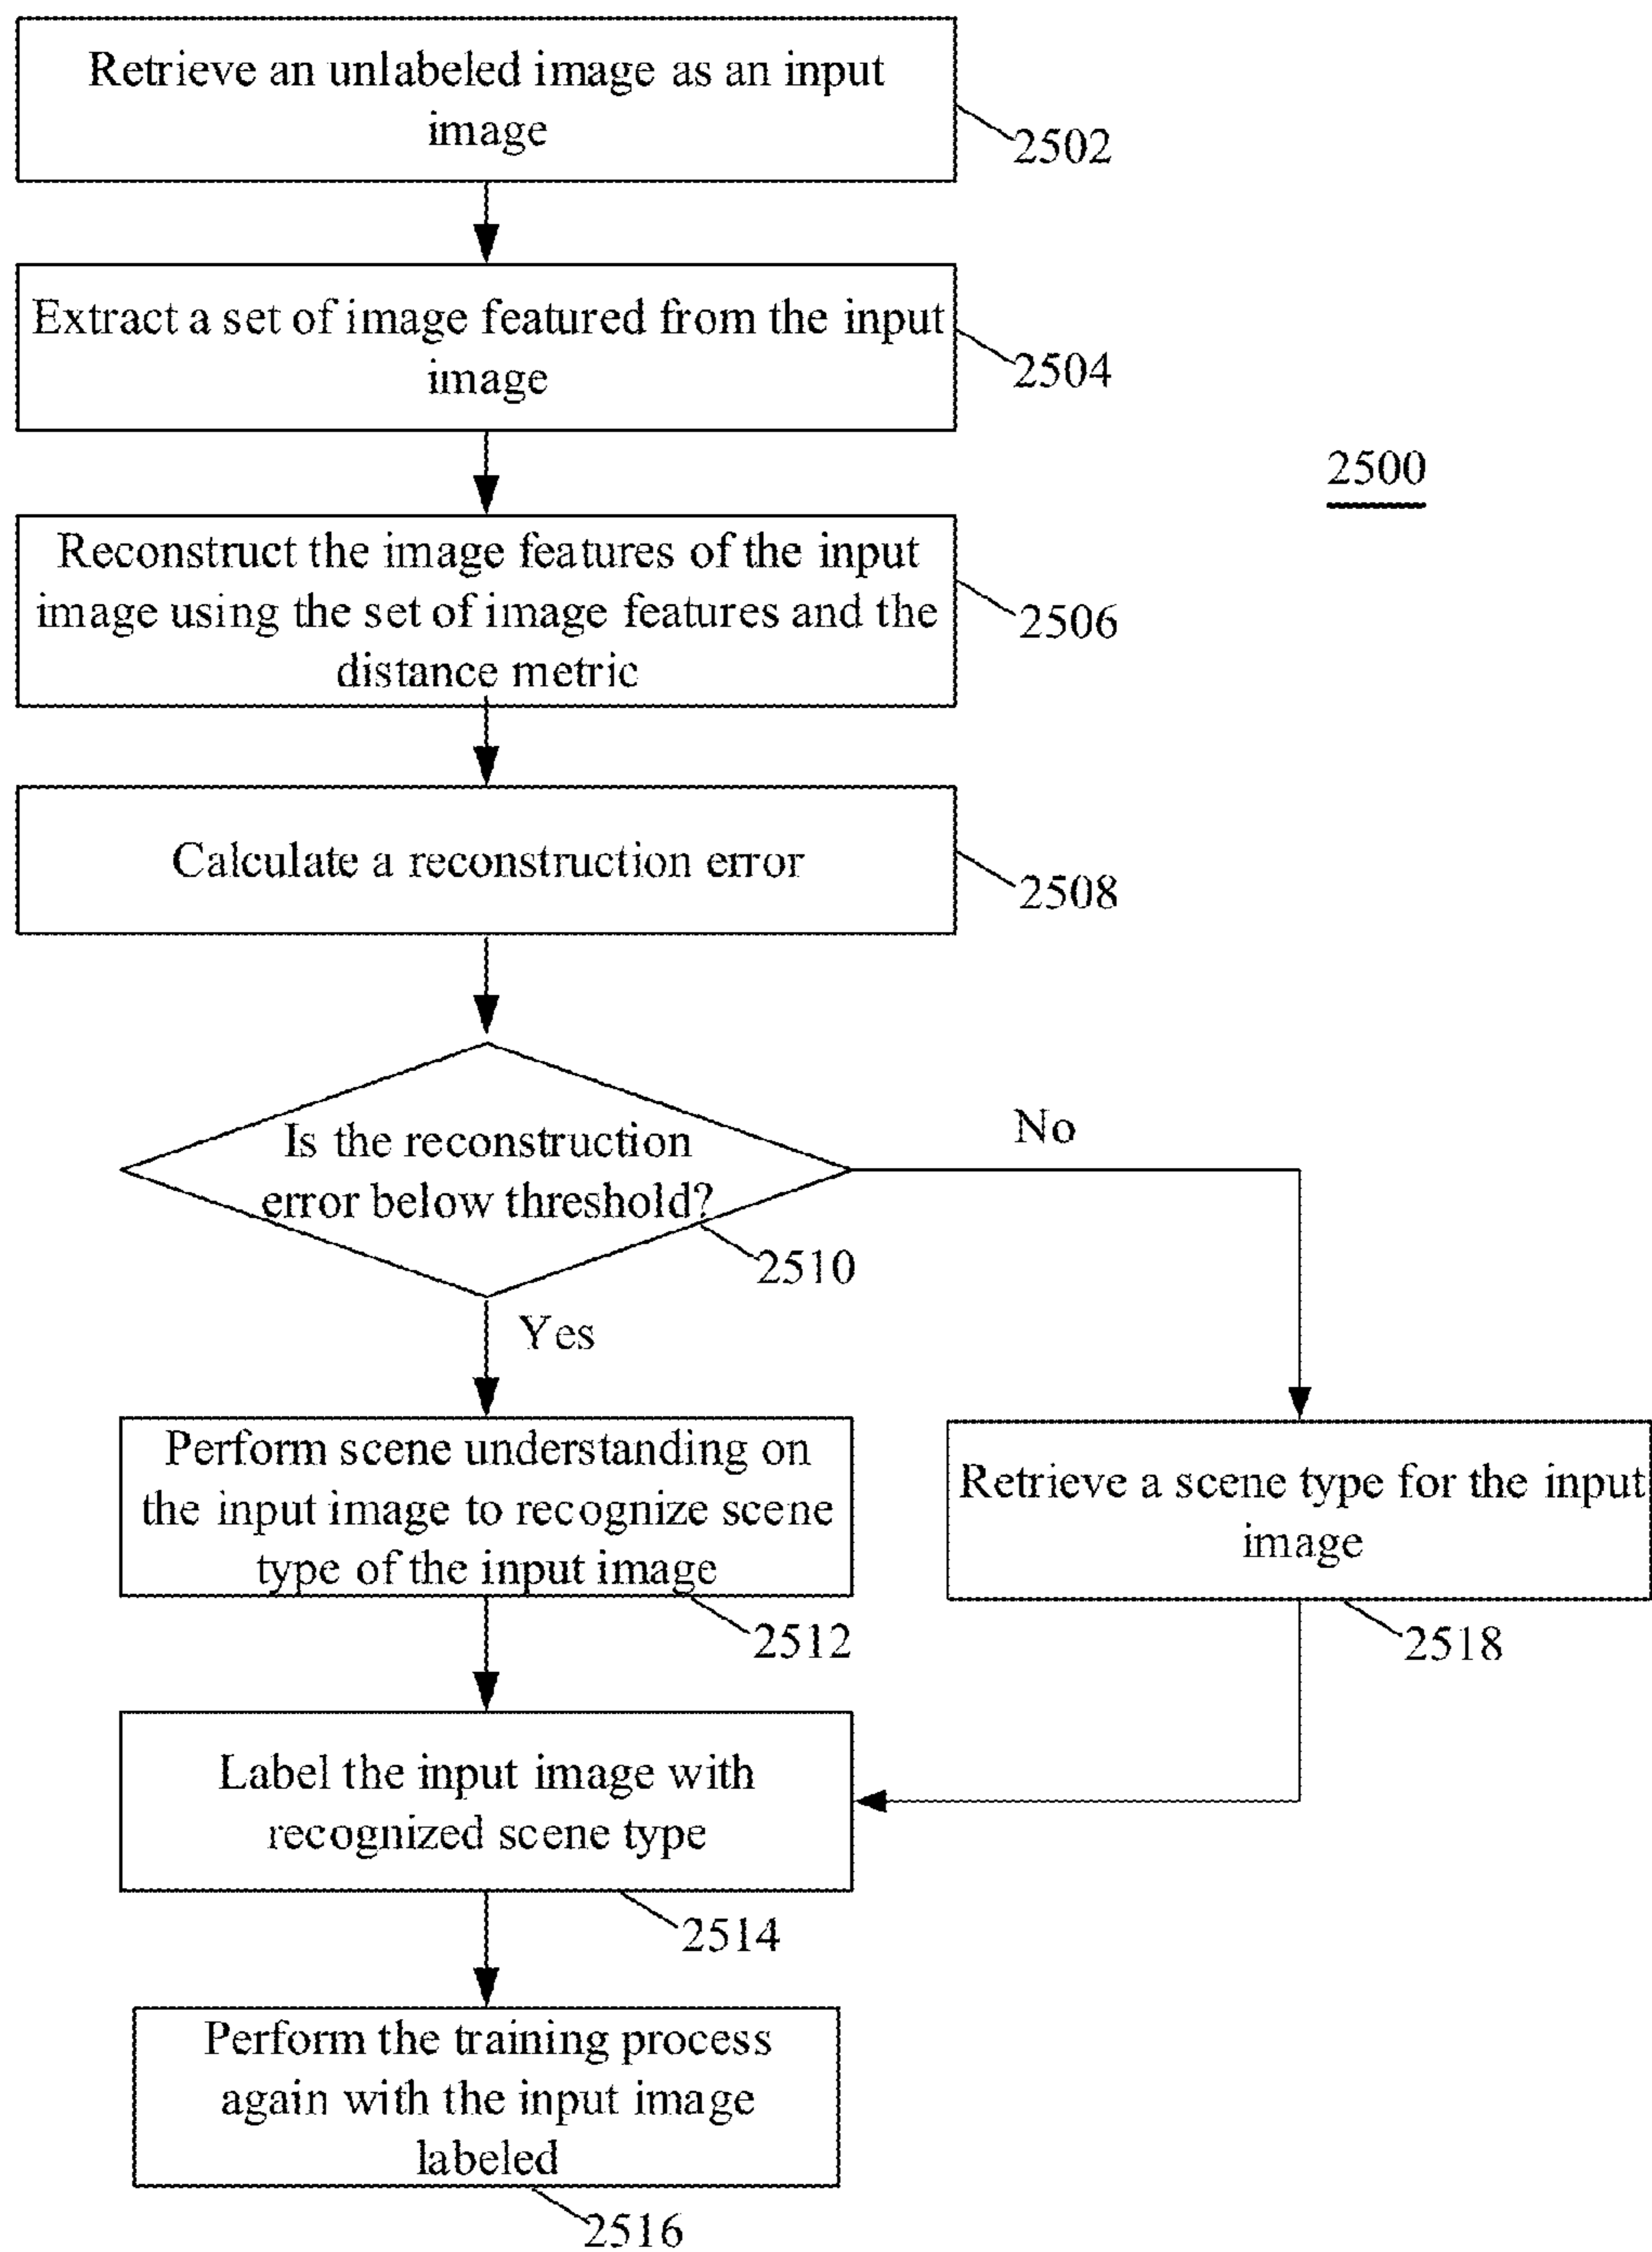 Retrieve an unlabeled image as an input
image
2502
Extract a set of image featured from the input
image
2504
2500
Reconstruct the image features of the input
image using the set of image features and the
distance metric
2506
Calculate a reconstruction error
2508
Is the reconstruction
error below threshold?
No
2510
Yes
Perform scene understanding on
the input image to recognize scene
type of the input image
2512
Retrieve a scene type for the input
image
2518
Label the input image with
recognized scene type
2514
Perform the training process
again with the input image
labeled
2516